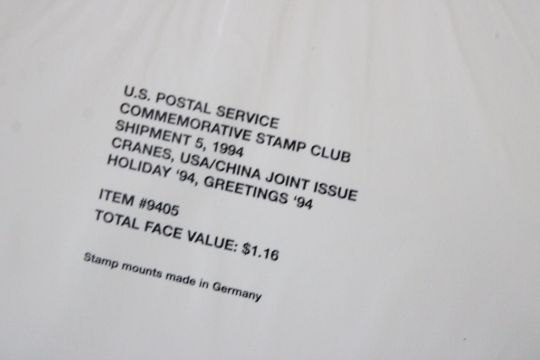 U.S. POSTAL SERVICE
COMMEMORATIVE STAMP CLUB
SHIPMENT 5, 1994
CRANES, USA/CHINA JOINT ISSUE
HOLIDAY '94, GREETINGS '94
ITEM #9405
TOTAL FACE VALUE: $1.16
Stamp mounts made in Germany